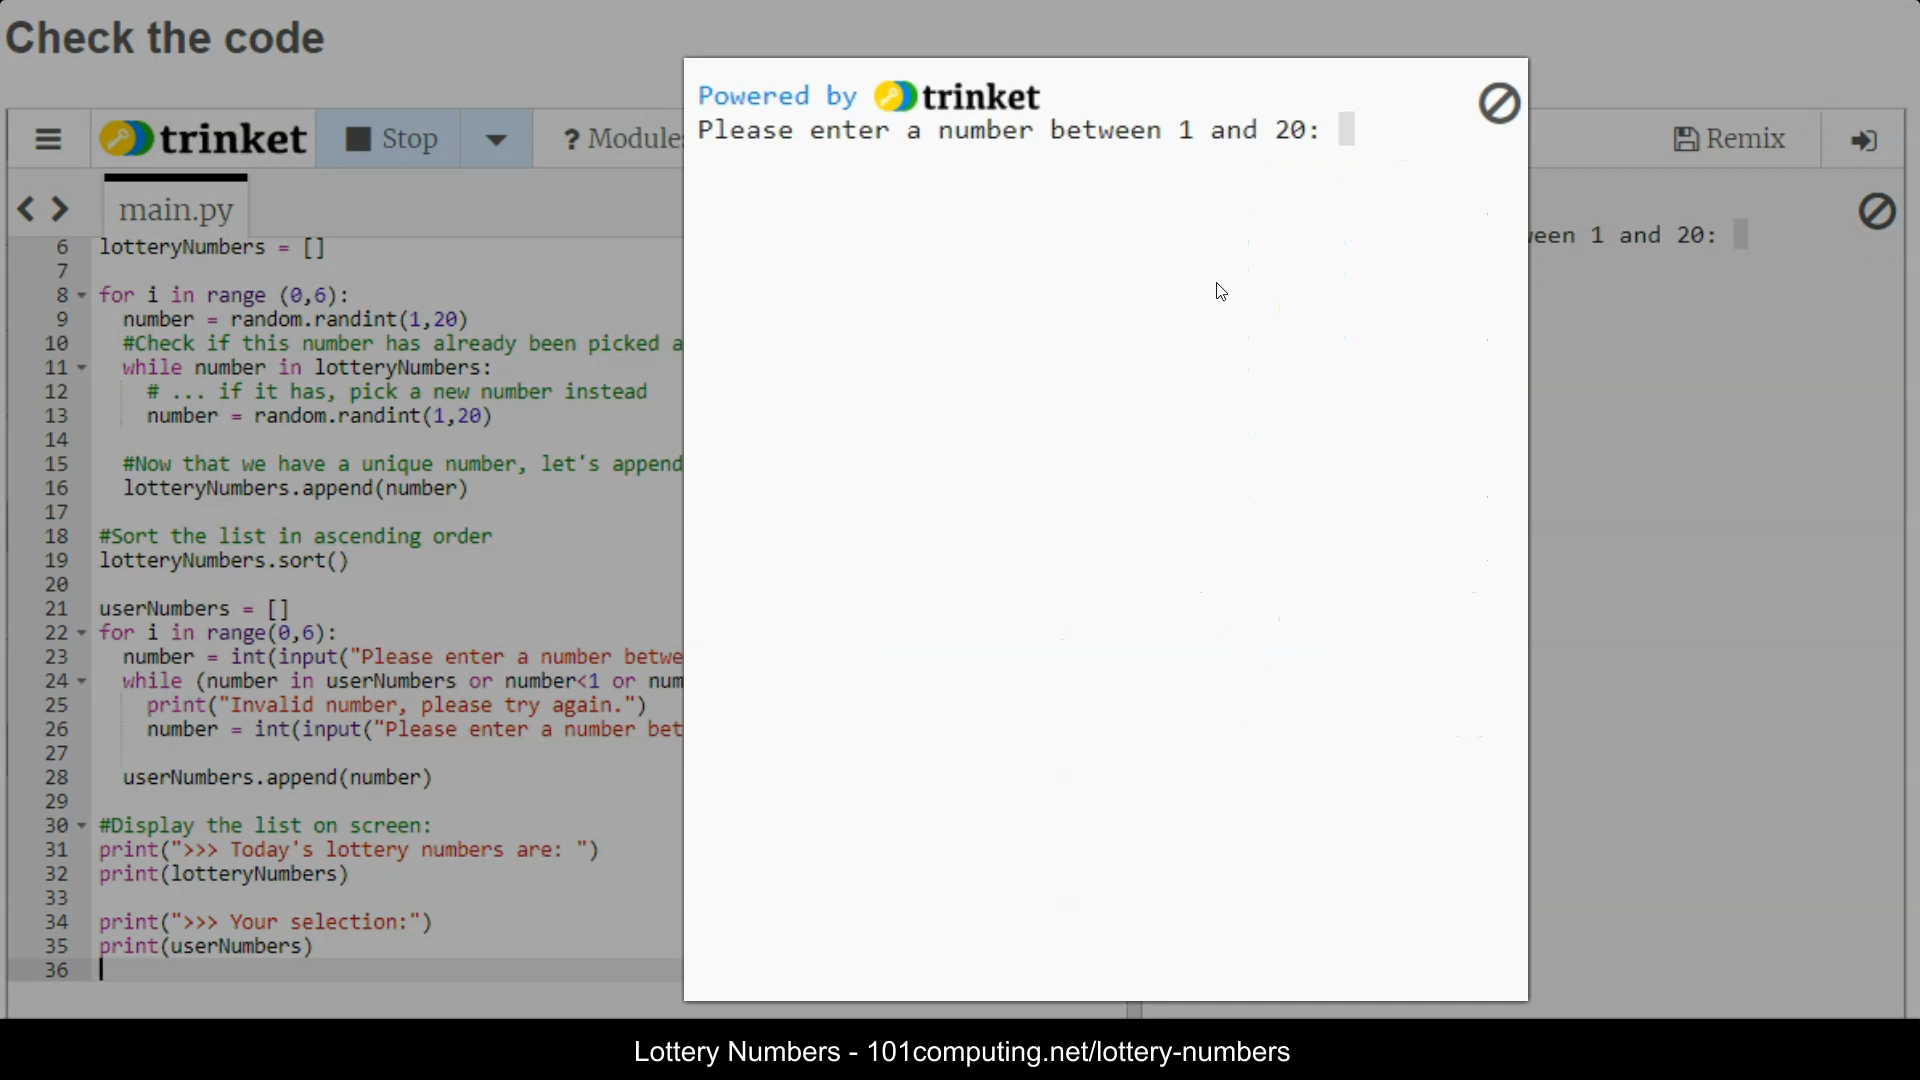 Check the code
Powered by trinket
Please enter a number between 1 and 20:
trinket
Stop
? Module
Remix
main.py
1 and 20:
6 lotteryNumbers = []
7
8 for i in range (0,6):
9 number = random.randint(1,20)
10 #Check if this number has already been picked a
11 while number in lotteryNumbers:
12 # ... if it has, pick a new number instead
13 number = random.randint(1,20)
14
15 #Now that we have a unique number, let's append
16 lotteryNumbers.append(number)
17
18 #Sort the list in ascending order
19 lotteryNumbers.sort()
20
21 userNumbers = []
22 for i in range(0,6):
23 number = int(input("Please enter a number betwe
24 while (number in userNumbers or number<1 or num
25 print("Invalid number, please try again.")
26 number = int(input("Please enter a number bet
27
28 userNumbers.append(number)
29
30 #Display the list on screen:
31 print(">>> Today's lottery numbers are: ")
32 print(lotteryNumbers)
33
34 print(">>> Your selection:")
35 print(userNumbers)
36
Lottery Numbers - 101computing.net/lottery-numbers